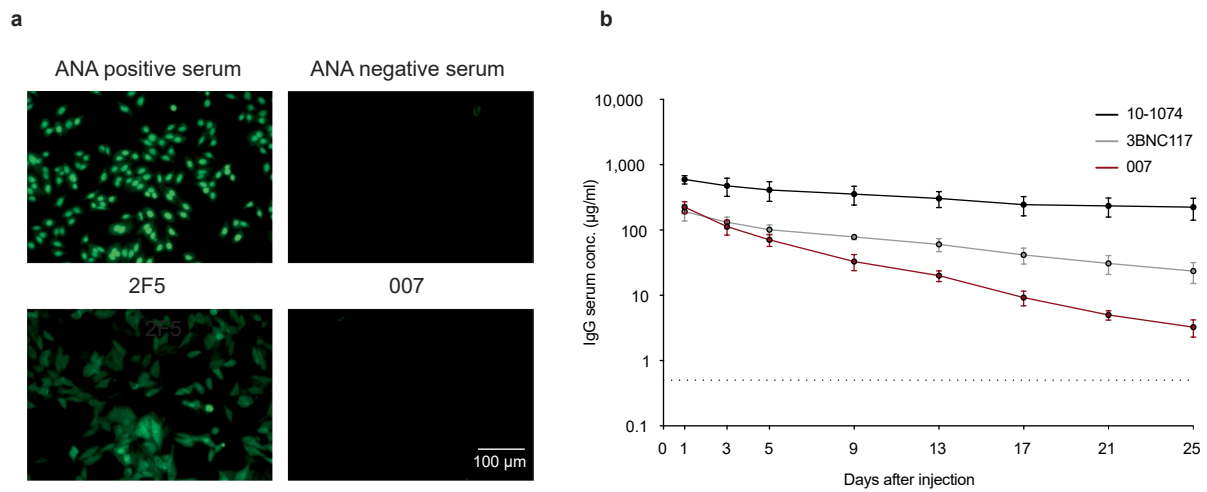 a
ANA positive serum
ANA negative serum
2F5
2F5
007
100 µm
b
10,000
1,000
100
10
1
0.1
IgG serum conc. (µg/ml)
10-1074
3BNC117
007
0 1 3 5 9 13 17 21 25
Days after injection